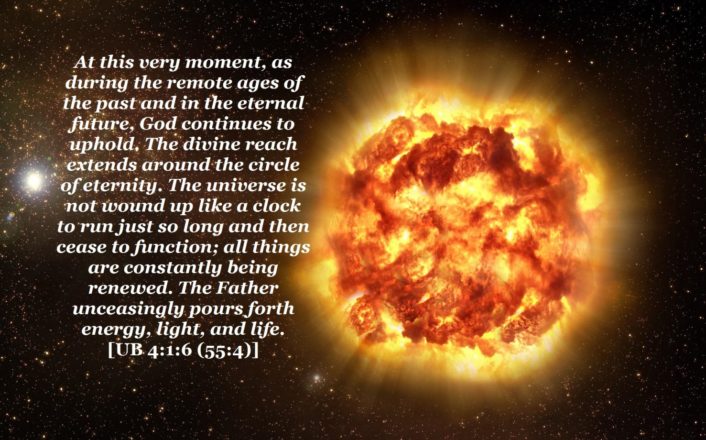 At this very moment, as
during the remote ages of
the past and in the eternal
future, God continues to
uphold. The divine reach
extends around the circle
of eternity. The universe is
not wound up like a clock
to run just so long and then
cease to function; all things
are constantly being
renewed. The Father
unceasingly pours forth
energy, light, and life.
[UB 4:1:6 (55:4)]